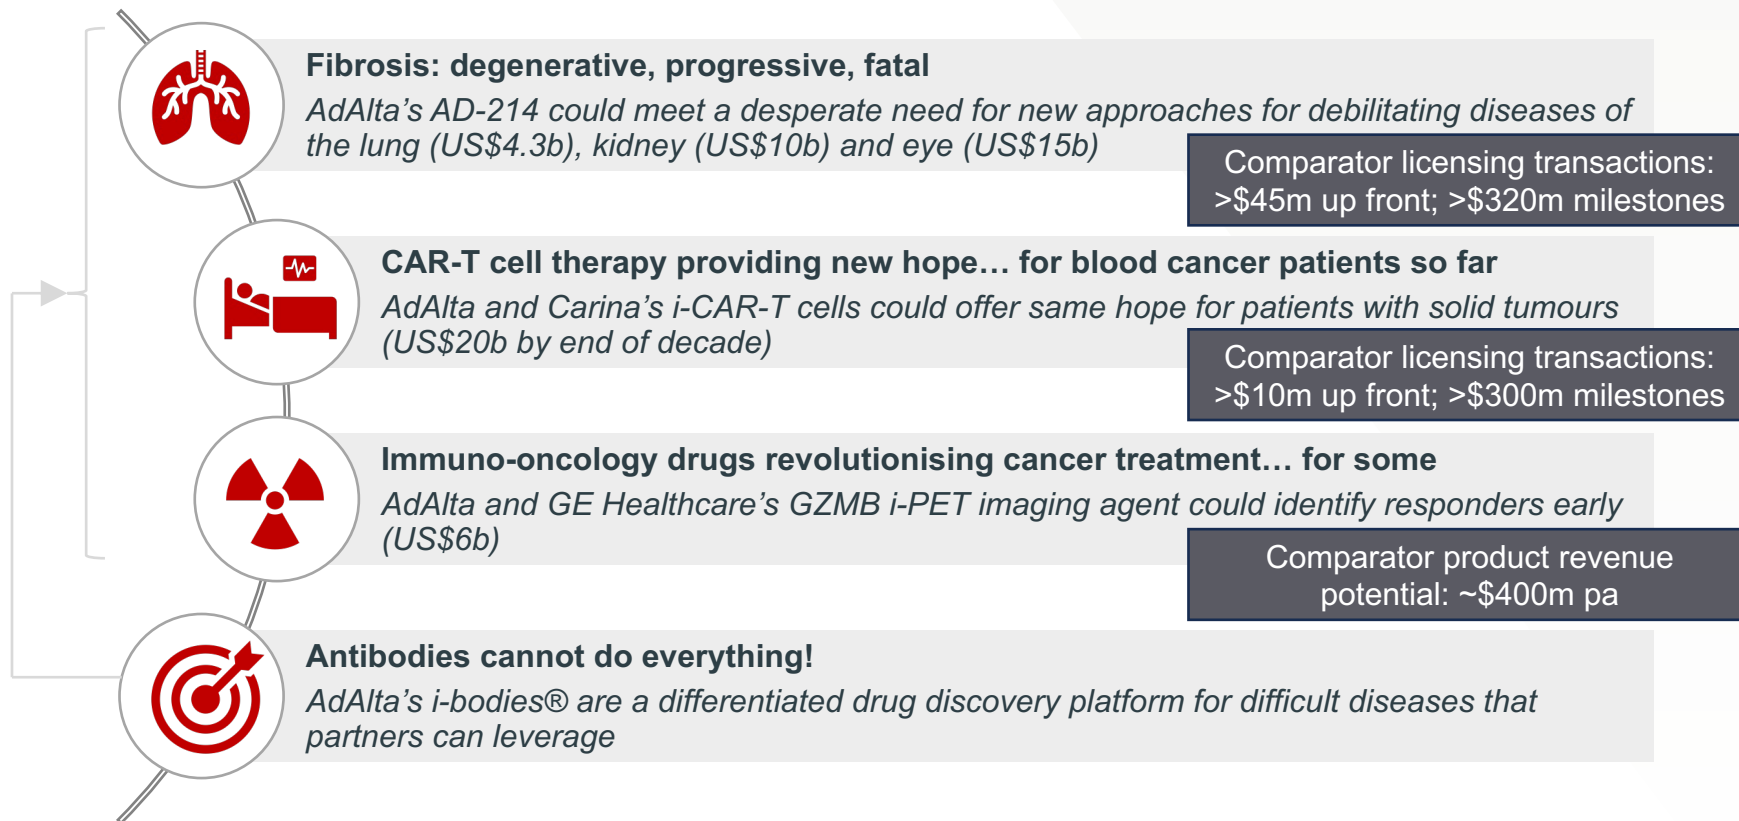 Fibrosis: degenerative, progressive, fatal
AdAlta's AD-214 could meet a desperate need for new approaches for debilitating diseases of
the lung (US$4.3b), kidney (US$10b) and eye (US$15b)
Comparator licensing transactions:
>$45m up front; >$320m milestones
CAR-T cell therapy providing new hope… for blood cancer patients so far
AdAlta and Carina's i-CAR-T cells could offer same hope for patients with solid tumours
(US$20b by end of decade)
Comparator licensing transactions:
>$10m up front; >$300m milestones
Immuno-oncology drugs revolutionising cancer treatment… for some
AdAlta and GE Healthcare's GZMB i-PET imaging agent could identify responders early
(US$6b)
Comparator product revenue
potential: ~$400m pa
Antibodies cannot do everything!
AdAlta's i-bodies® are a differentiated drug discovery platform for difficult diseases that
partners can leverage